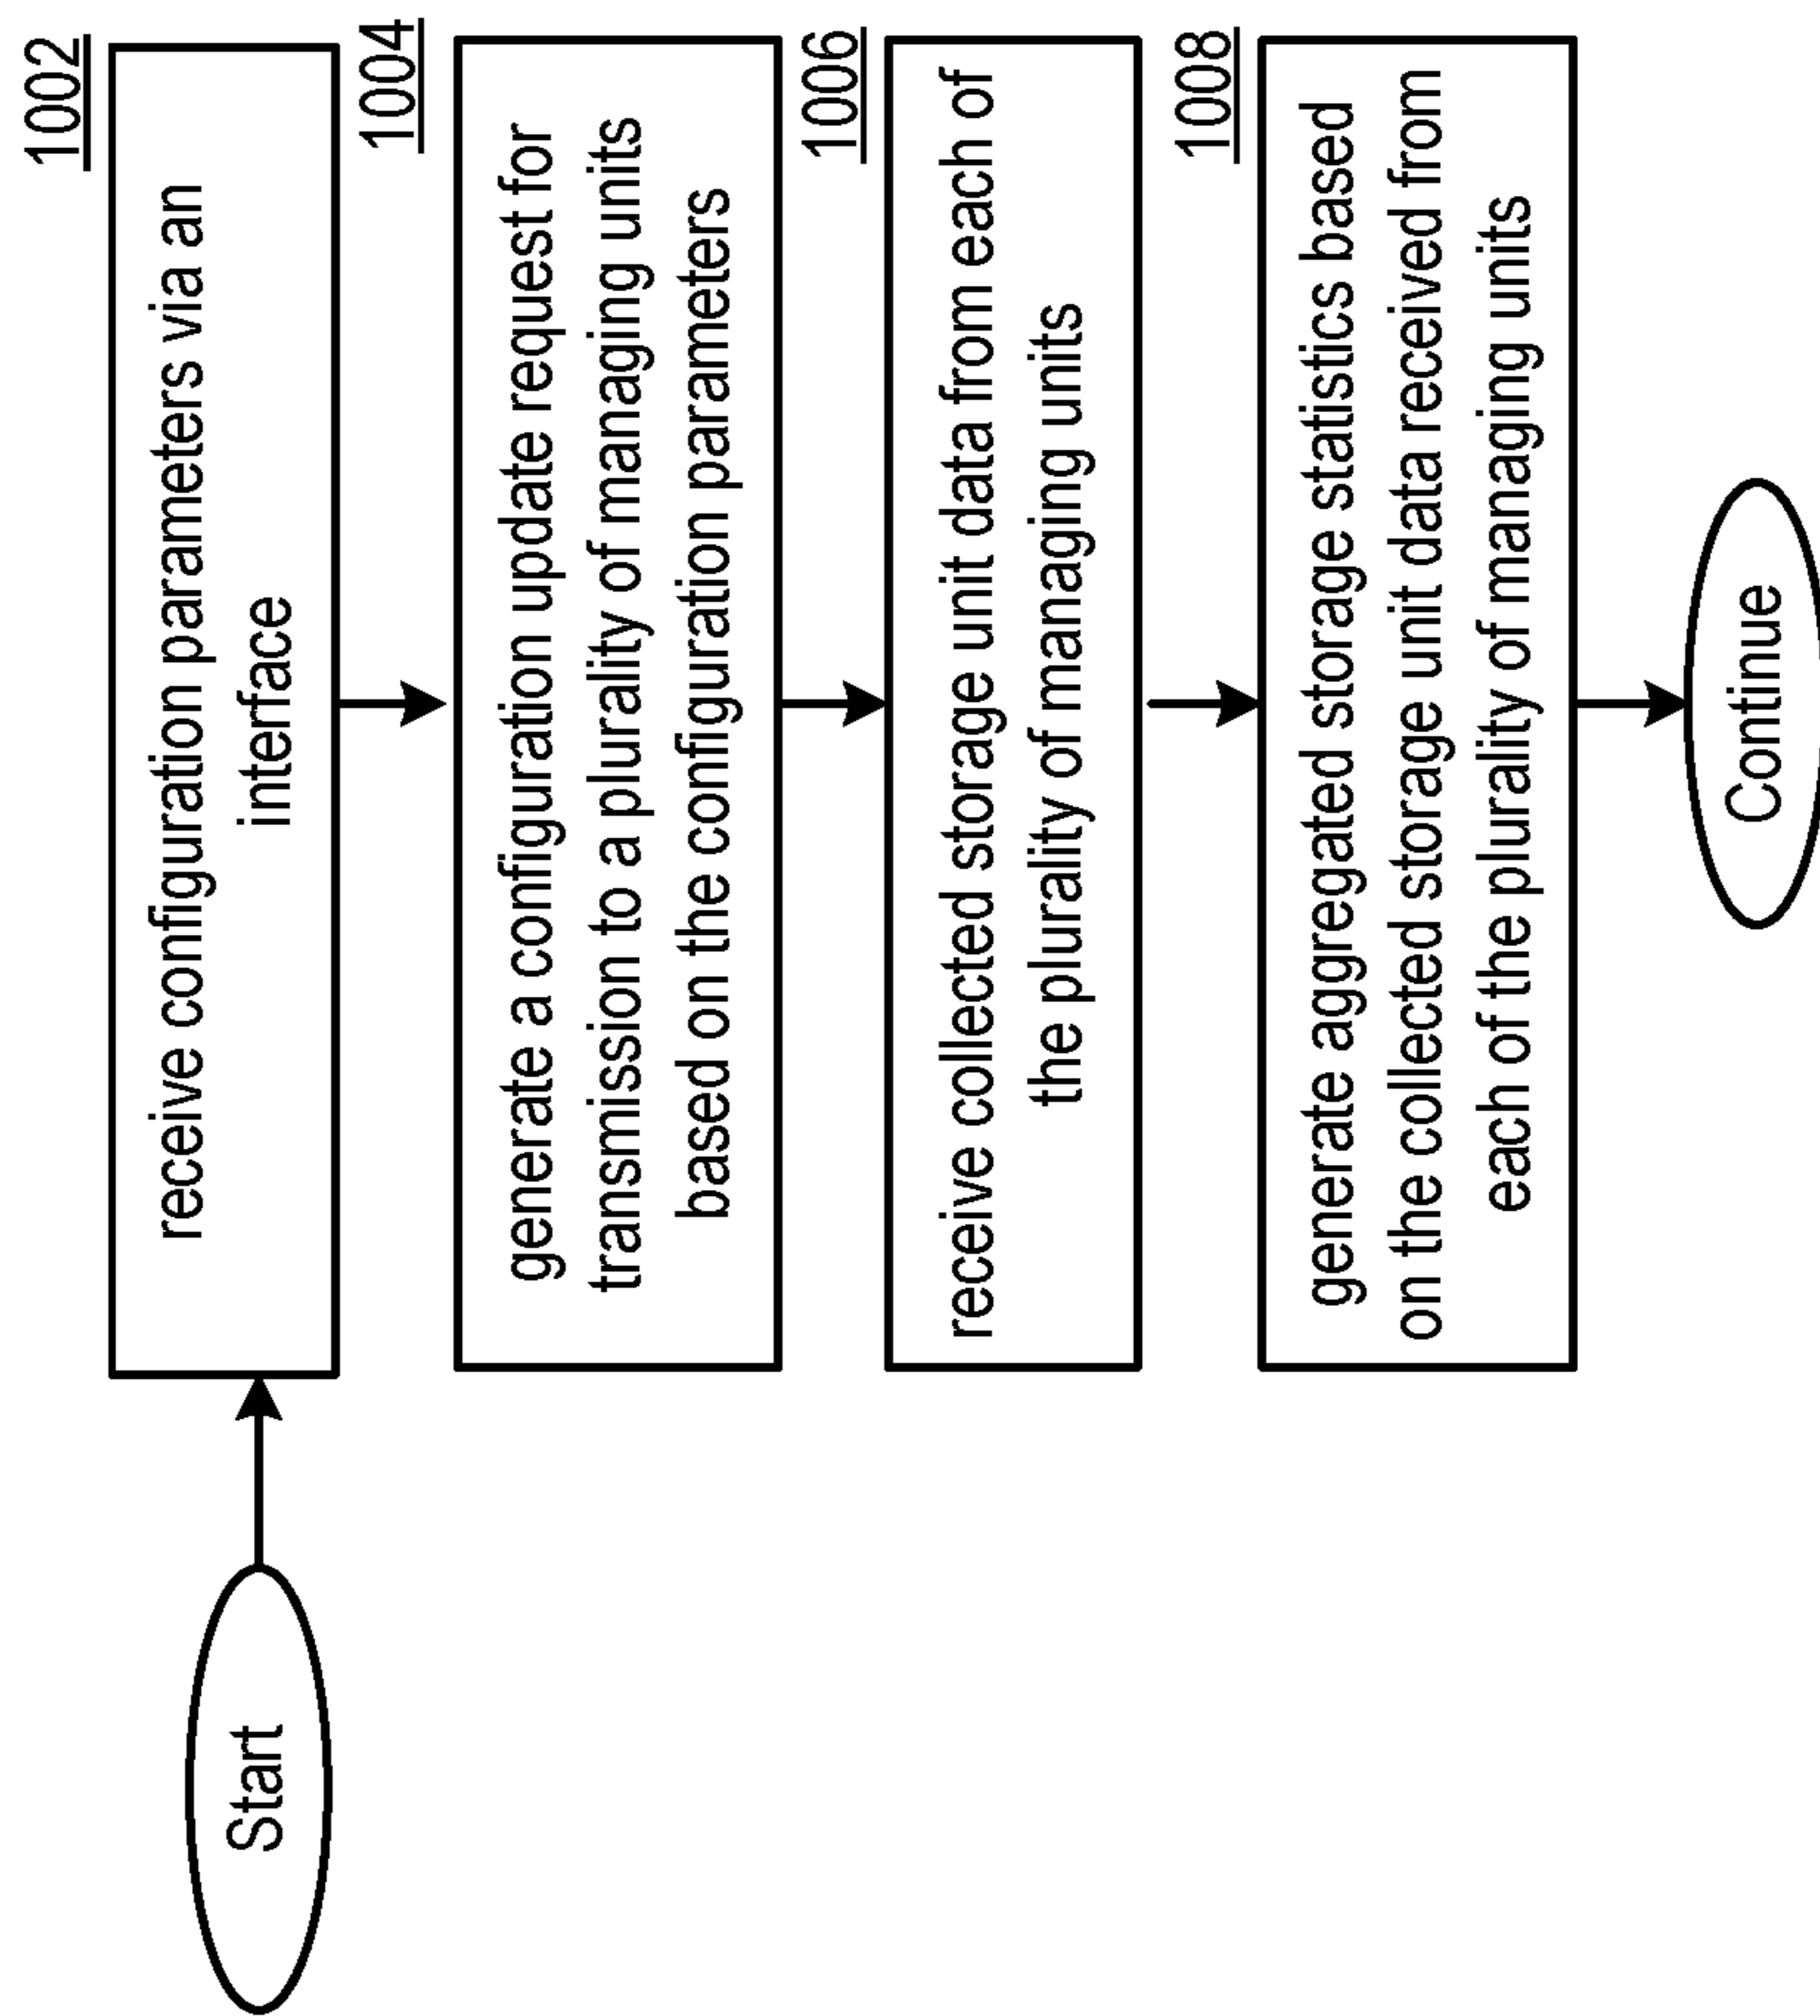 Start
1002
receive configuration parameters via an
interface
1004
generate a configuration update request for
transmission to a plurality of managing units
based on the configuration parameters
1006
receive collected storage unit data from each of
the plurality of managing units
1008
generate aggregated storage statistics based
on the collected storage unit data received from
each of the plurality of managing units
Continue